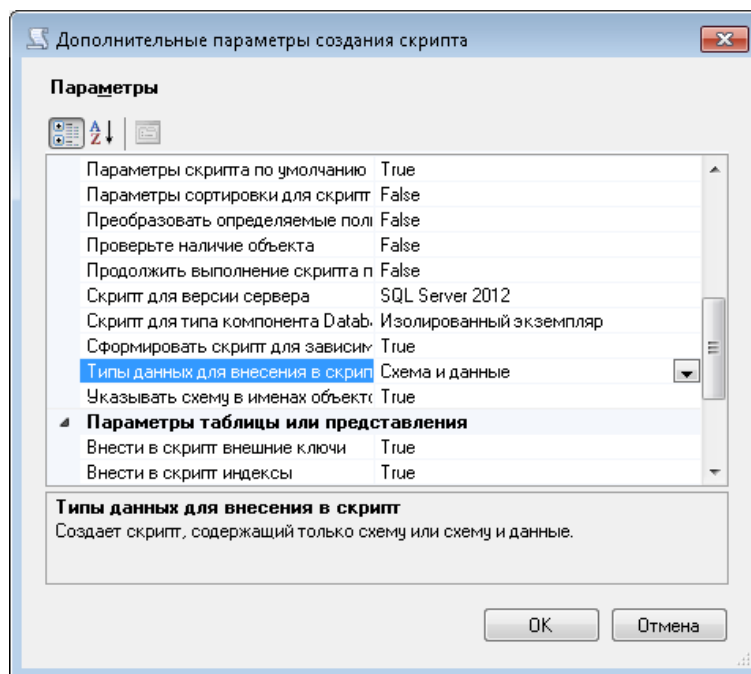 Дополнительные параметры создания скрипта
Параметры
Параметры скрипта по умолчанию True
Параметры сортировки для скрипт False
Преобразовать определяемые поли False
Проверьте наличие объекта False
Продолжить выполнение скрипта п False
Скрипт для версии сервера SQL Server 2012
Скрипт для типа компонента Datab Изолированный экземпляр
Сформировать скрипт для зависим True
Типы данных для внесения в скрип Схема и данные
Указывать схему в именах объекто True
Параметры таблицы или представления
Внести в скрипт внешние ключи True
Внести в скрипт индексы True
Типы данных для внесения в скрипт
Создает скрипт, содержащий только схему или схему и данные.
OK Отмена